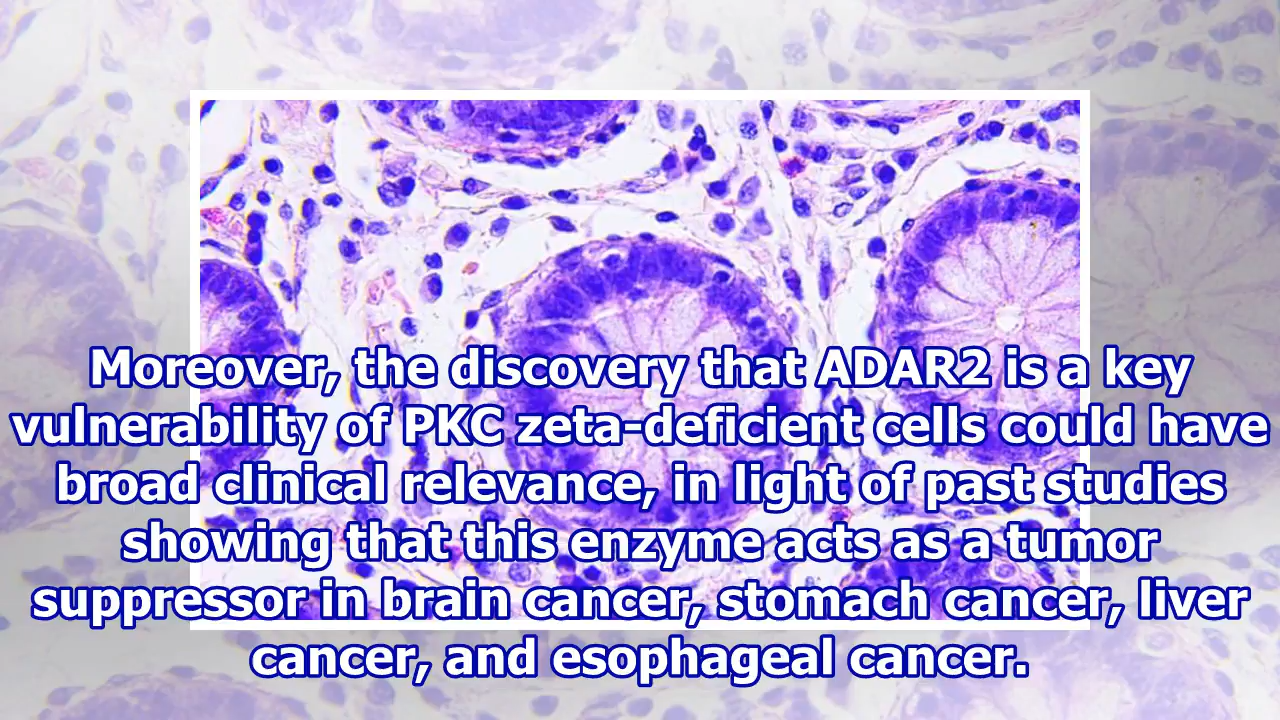 Moreover, the discovery that ADAR2 is a key
vulnerability of PKC zeta-deficient cells could have
broad clinical relevance, in light of past studies
showing that this enzyme acts as a tumor
suppressor in brain cancer, stomach cancer, liver
cancer, and esophageal cancer.